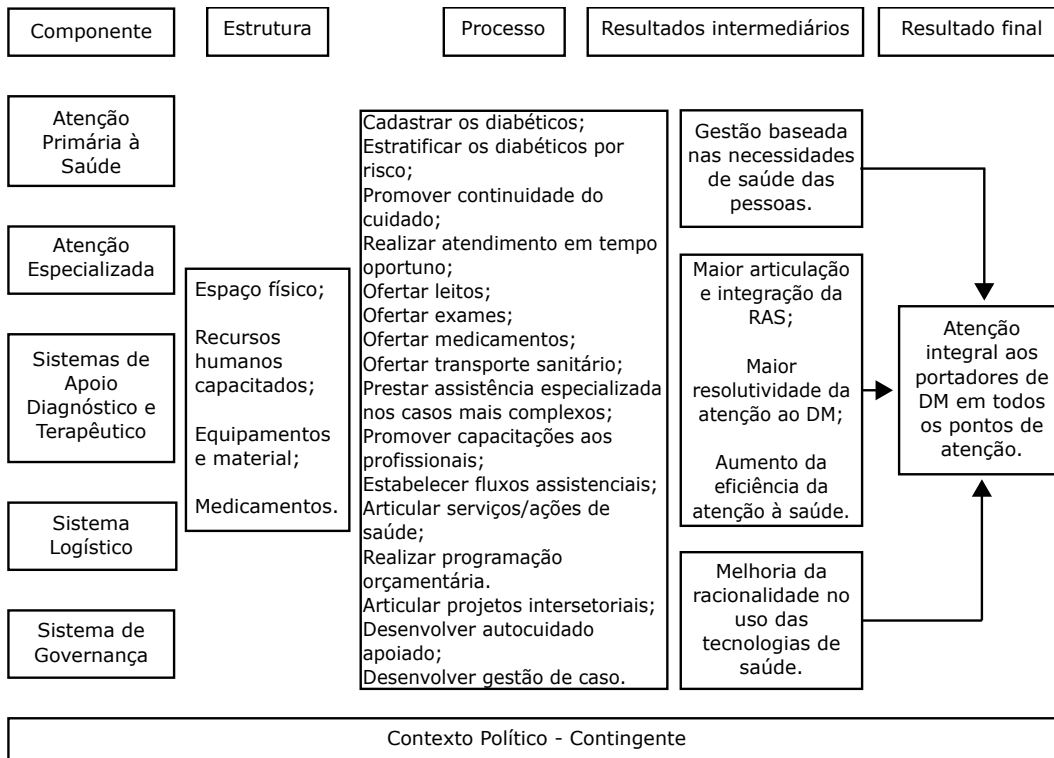 Componente
Estrutura
Processo
Resultados intermediários
Resultado final
Atenção
Primária à
Saúde
Atenção
Especializada
Sistemas de
Apoio
Diagnóstico e
Terapêutico
Sistema
Logístico
Sistema de
Governança
Espaço físico;
Recursos
humanos
capacitados;
Equipamentos
e material;
Medicamentos.
Cadastrar os diabéticos;
Estratificar os diabéticos por
risco;
Promover continuidade do
cuidado;
Realizar atendimento em tempo
oportuno;
Ofertar leitos;
Ofertar exames;
Ofertar medicamentos;
Ofertar transporte sanitário;
Prestar assistência especializada
nos casos mais complexos;
Promover capacitações aos
profissionais;
Estabelecer fluxos assistenciais;
Articular serviços/ações de
saúde;
Realizar programação
orçamentária.
Articular projetos intersetoriais;
Desenvolver autocuidado
apoiado;
Desenvolver gestão de caso.
Gestão baseada
nas necessidades
de saúde das
pessoas.
Maior articulação
e integração da
RAS;
Maior
resolutividade da
atenção ao DM;
Aumento da
eficiência da
atenção à saúde.
Melhoria da
racionalidade no
uso das
tecnologias de
saúde.
Atenção
integral aos
portadores de
DM em todos
os pontos de
atenção.
Contexto Político - Contingente